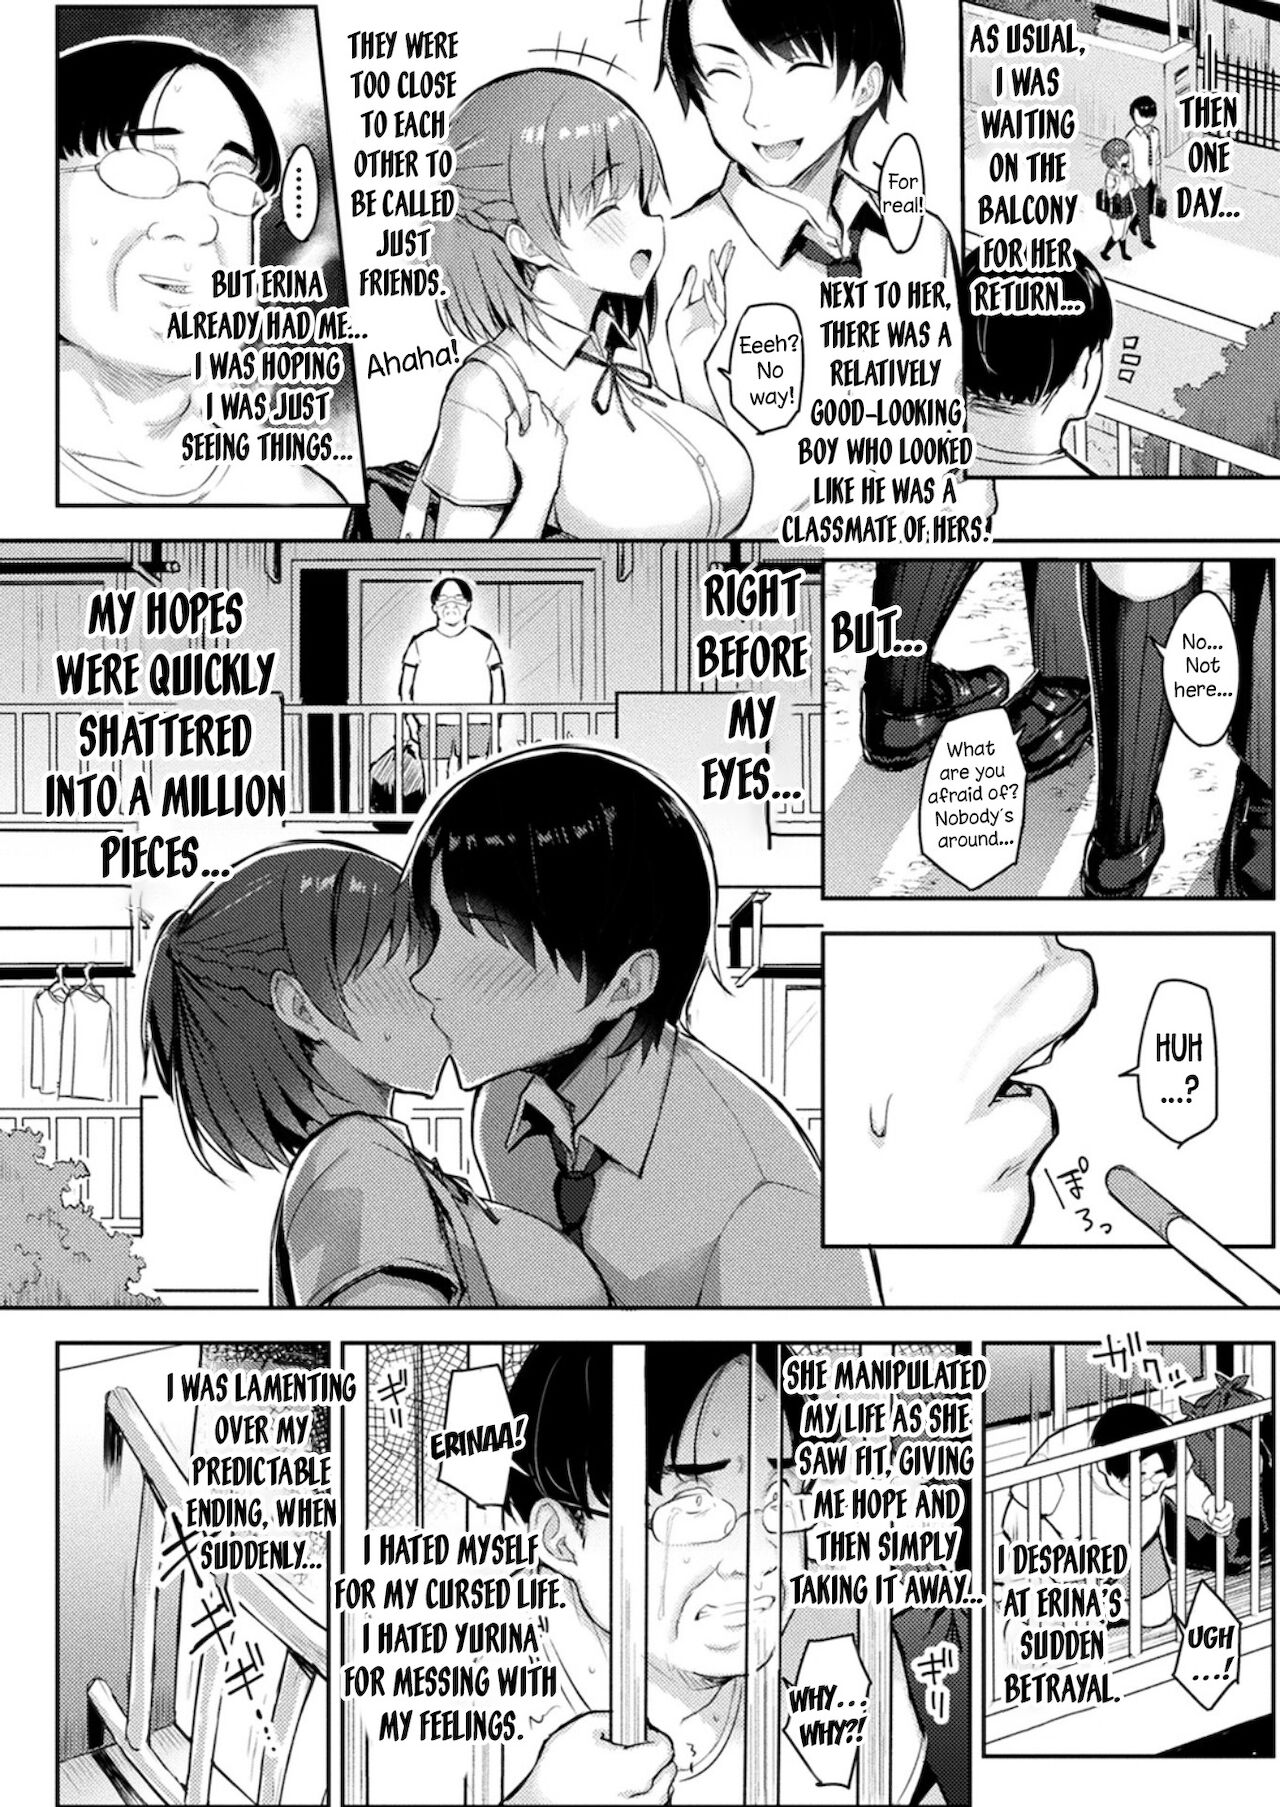 THEN
ONE
DAY...
AS USUAL,
I WAS
WAITING
ON THE
BALCONY
FOR HER
RETURN...
For
real!
NEXT TO HER,
THERE WAS A
RELATIVELY
GOOD-LOOKING
BOY WHO LOOKED
LIKE HE WAS A
CLASSMATE OF HERS.
Eeeh?
No
way!
THEY WERE
TOO CLOSE
TO EACH
OTHER TO
BE CALLED
JUST
FRIENDS.
Ahaha!
......
BUT ERINA
ALREADY HAD ME...
I WAS HOPING
I WAS JUST
SEEING THINGS...
BUT...
No...
Not
here...
What
are you
afraid of?
Nobody's
around...
RIGHT
BEFORE
MY
EYES...
MY HOPES
WERE QUICKLY
SHATTERED
INTO A MILLION
PIECES...
HUH
...?
ぽろっ
ガクッ
I DESPAIRED
AT ERINA'S
SUDDEN
BETRAYAL.
UGH
...!
SHE MANIPULATED
MY LIFE AS SHE
SAW FIT, GIVING
ME HOPE AND
THEN SIMPLY
TAKING IT AWAY...
WHY...
WHY?!
ERINAA!
I HATED MYSELF
FOR MY CURSED LIFE.
I HATED YURINA
FOR MESSING WITH
MY FEELINGS.
I WAS LAMENTING
OVER MY
PREDICTABLE
ENDING, WHEN
SUDDENLY...